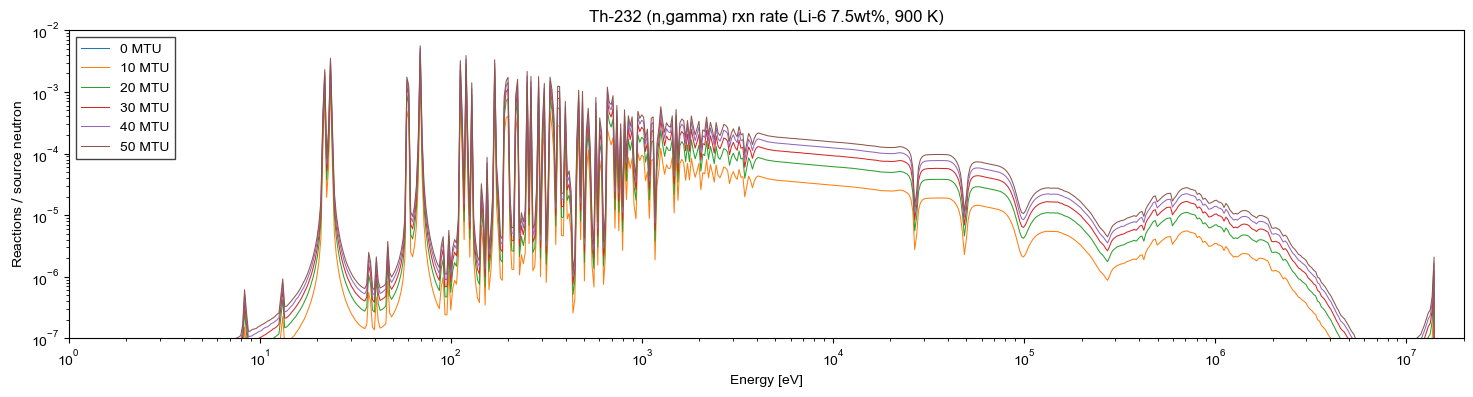 Th-232 (n,gamma) rxn rate (Li-6 7.5wt%, 900 K)
10⁻²
10⁻³
10⁻⁴
10⁻⁵
10⁻⁶
10⁻⁷
Reactions / source neutron
0 MTU
10 MTU
20 MTU
30 MTU
40 MTU
50 MTU
10⁰
10¹
10²
10³
10⁴
10⁵
10⁶
10⁷
Energy [eV]